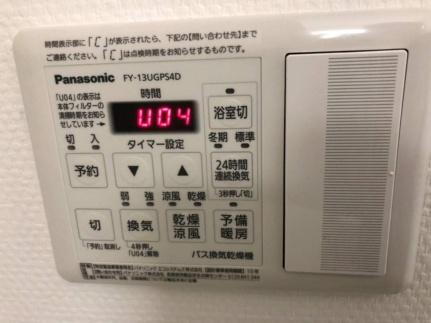 時間表示部に「[」が表示されたら、下記の【問い合わせ先】まで
ご連絡ください。「[」は点検時期をお知らせするものです。
Panasonic FY-13UGPS4D
「U04」の表示は
本体フィルターの
清掃時期をお知ら
せしています
時間
U04
浴室切
切 入
タイマー設定
冬期 標準
予約
▼
▲
24時間
連続換気
3秒押し「切」
弱 強 涼風 乾燥
切
換気
乾燥
涼風
予備
暖房
「予約」取消し
4秒押し
「U04」解除
バス換気乾燥機